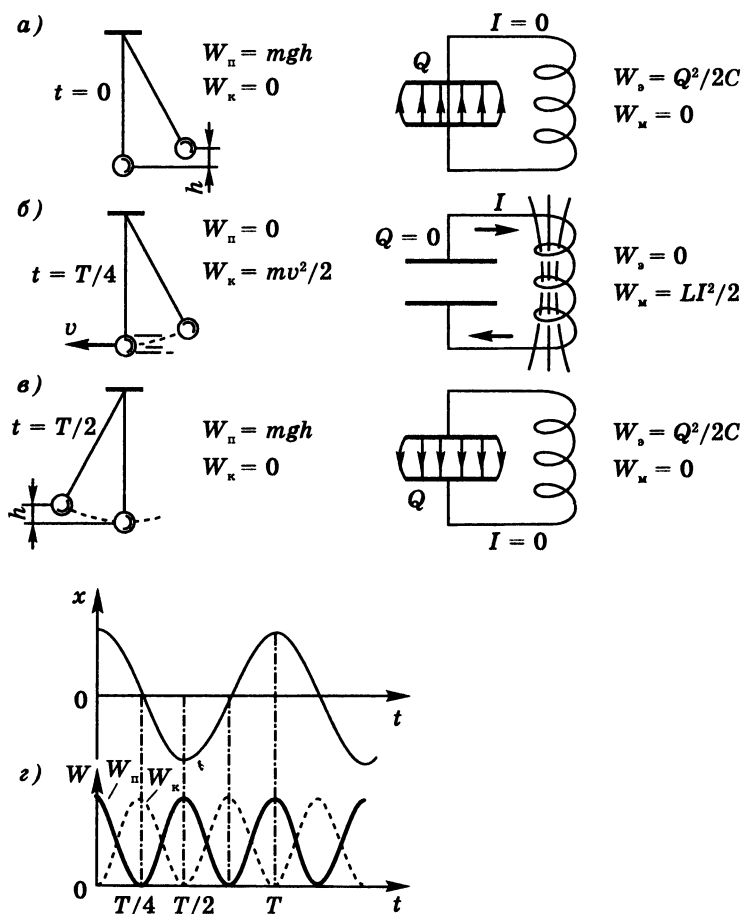 а)
t = 0
W_п = mgh
W_к = 0
h
I = 0
Q
W_э = Q²/2C
W_м = 0
б)
t = T/4
v
W_п = 0
W_к = mv²/2
I
Q = 0
W_э = 0
W_м = LI²/2
в)
t = T/2
h
W_п = mgh
W_к = 0
Q
I = 0
W_э = Q²/2C
W_м = 0
x
0
t
г)
W
W_п
W_к
0
T/4 T/2 T t